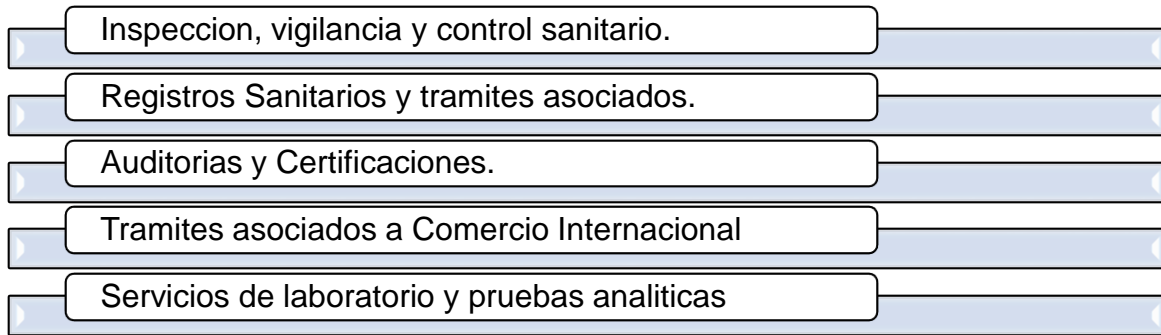 Inspeccion, vigilancia y control sanitario.
Registros Sanitarios y tramites asociados.
Auditorias y Certificaciones.
Tramites asociados a Comercio Internacional
Servicios de laboratorio y pruebas analiticas